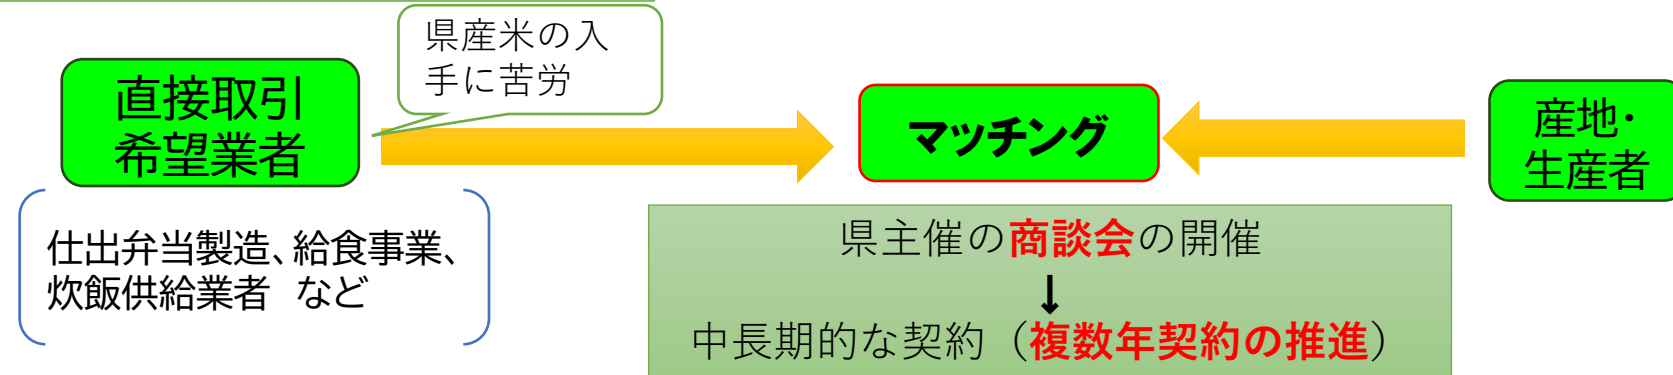 県産米の入
手に苦労
直接取引
希望業者
マッチング
産地・
生産者
仕出弁当製造、給食事業、
炊飯供給業者　など
県主催の商談会の開催
↓
中長期的な契約（複数年契約の推進）